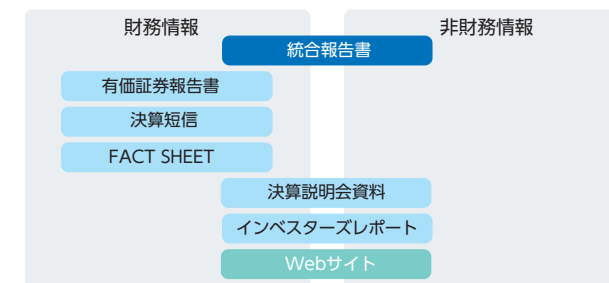 財務情報
非財務情報
統合報告書
有価証券報告書
決算短信
FACT SHEET
決算説明会資料
インベスターズレポート
Webサイト